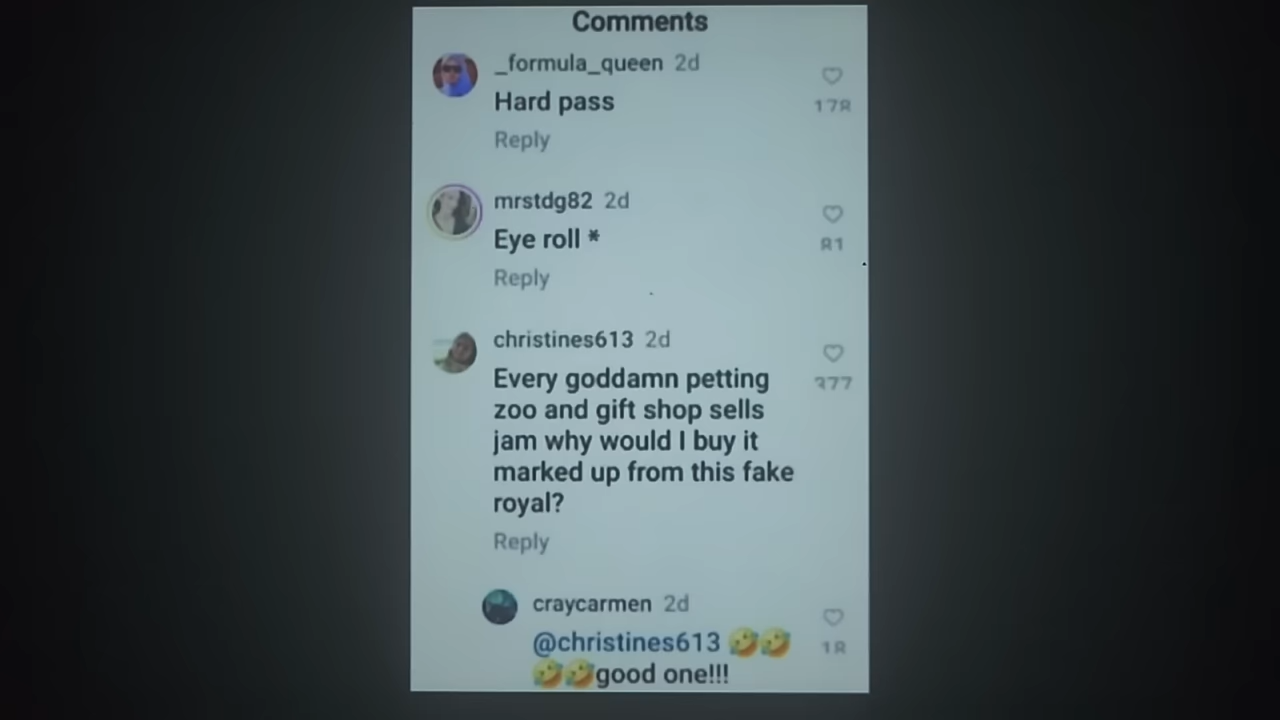 Comments
_formula_queen 2d
Hard pass
178
Reply
mrstdg82 2d
Eye roll *
81
Reply
christines613 2d
Every goddamn petting
377
zoo and gift shop sells
jam why would I buy it
marked up from this fake
royal?
Reply
craycarmen 2d
@christines613 🤣🤣
18
🤣🤣good one!!!